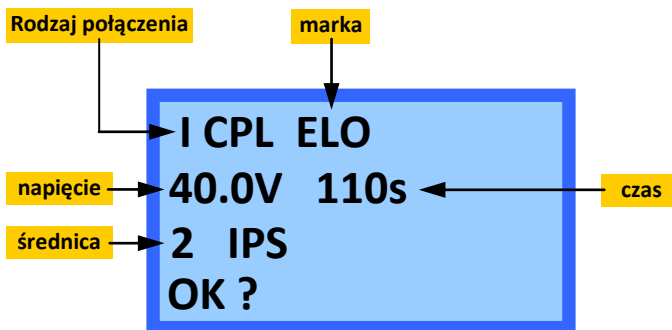 Rodzaj połączenia
marka
I CPL ELO
napięcie
40.0V 110s
czas
średnica
2 IPS
OK ?